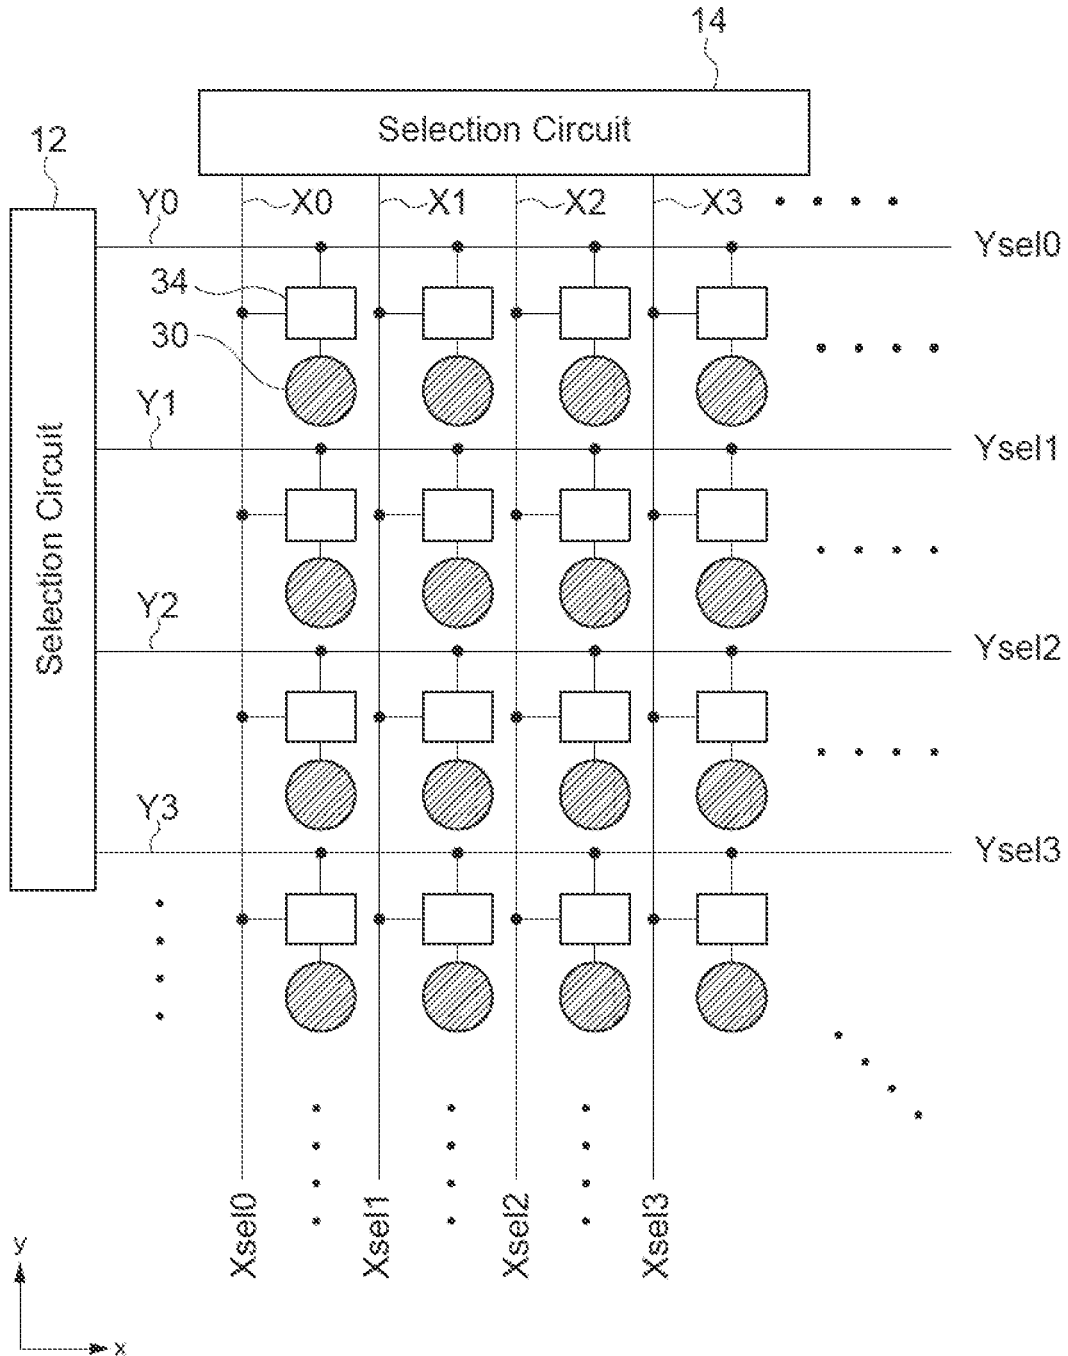 14
Selection Circuit
12
Y0
X0
X1
X2
X3
Ysel0
34
30
Y1
Ysel1
Selection Circuit
Y2
Ysel2
Y3
Ysel3
Xsel0
Xsel1
Xsel2
Xsel3
y
x